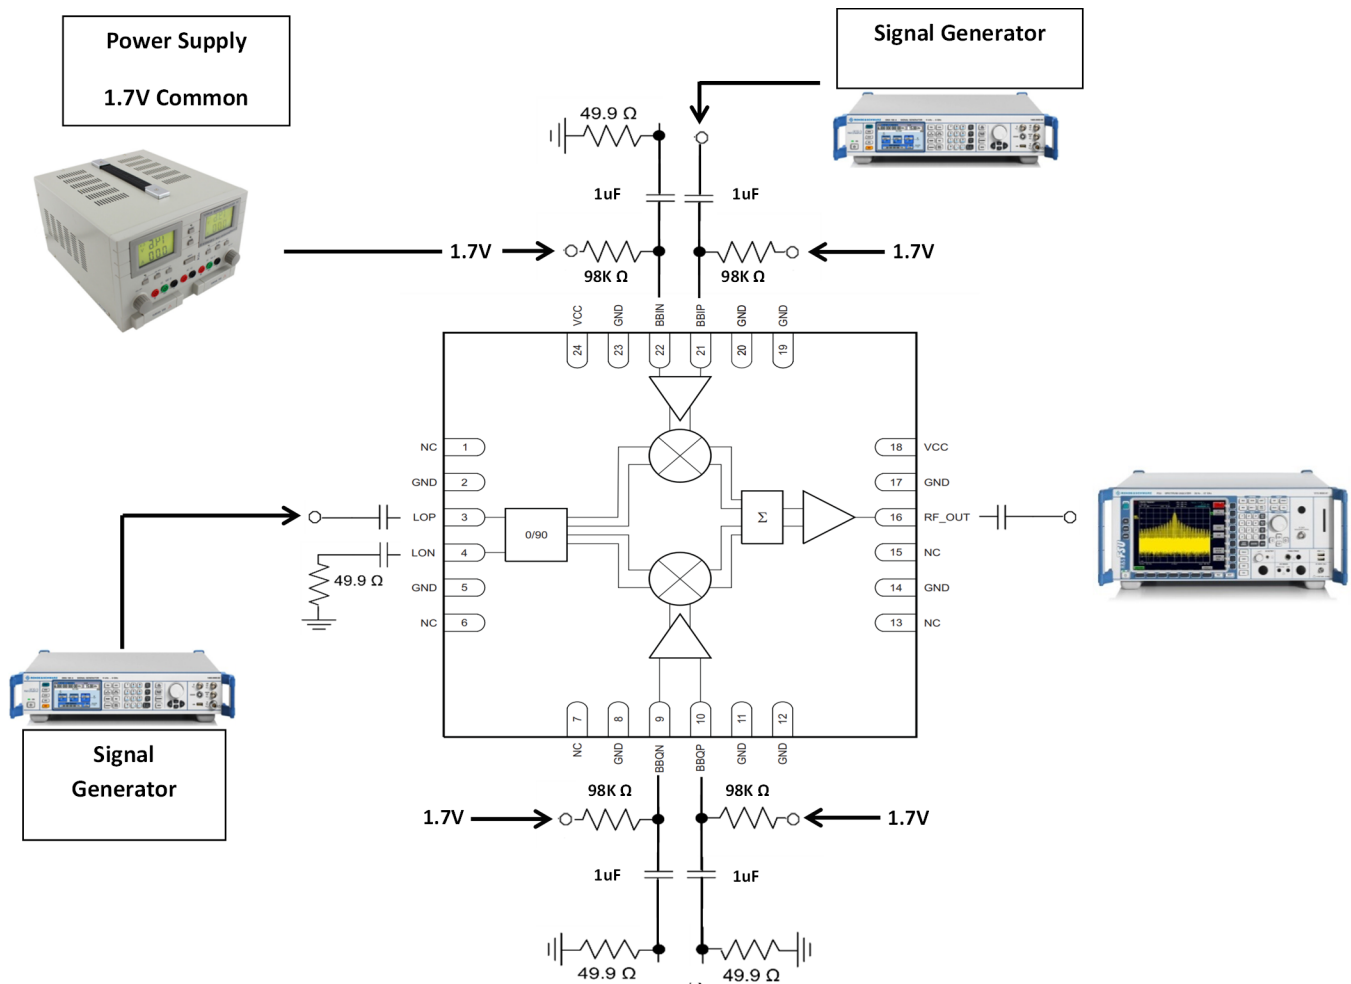 Power Supply
1.7V Common
Signal Generator
49.9 Ω
1uF
1uF
1.7V
98K Ω
98K Ω
1.7V
VCC
GND
BBIN
BBIP
GND
GND
24
23
22
21
20
19
NC
1
GND
2
LOP
3
LON
4
GND
5
NC
6
49.9 Ω
0/90
Σ
18
VCC
17
GND
16
RF_OUT
15
NC
14
GND
13
NC
Signal
Generator
7
8
9
10
11
12
NC
GND
BBQN
BBQP
GND
GND
98K Ω
98K Ω
1.7V
1.7V
1uF
1uF
49.9 Ω
49.9 Ω